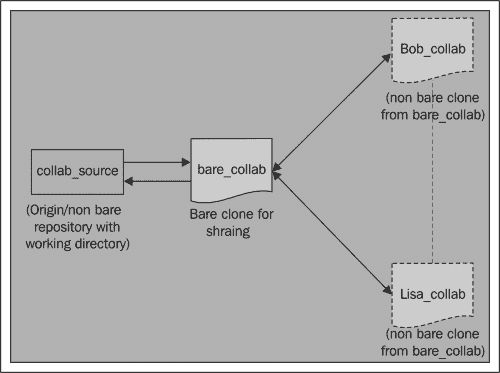 collab_source
(Origin/non bare
repository with
working directory)
bare_collab
Bare clone for
shraing
Bob_collab
(non bare clone
from bare_collab)
Lisa_collab
(non bare clone
from bare_collab)